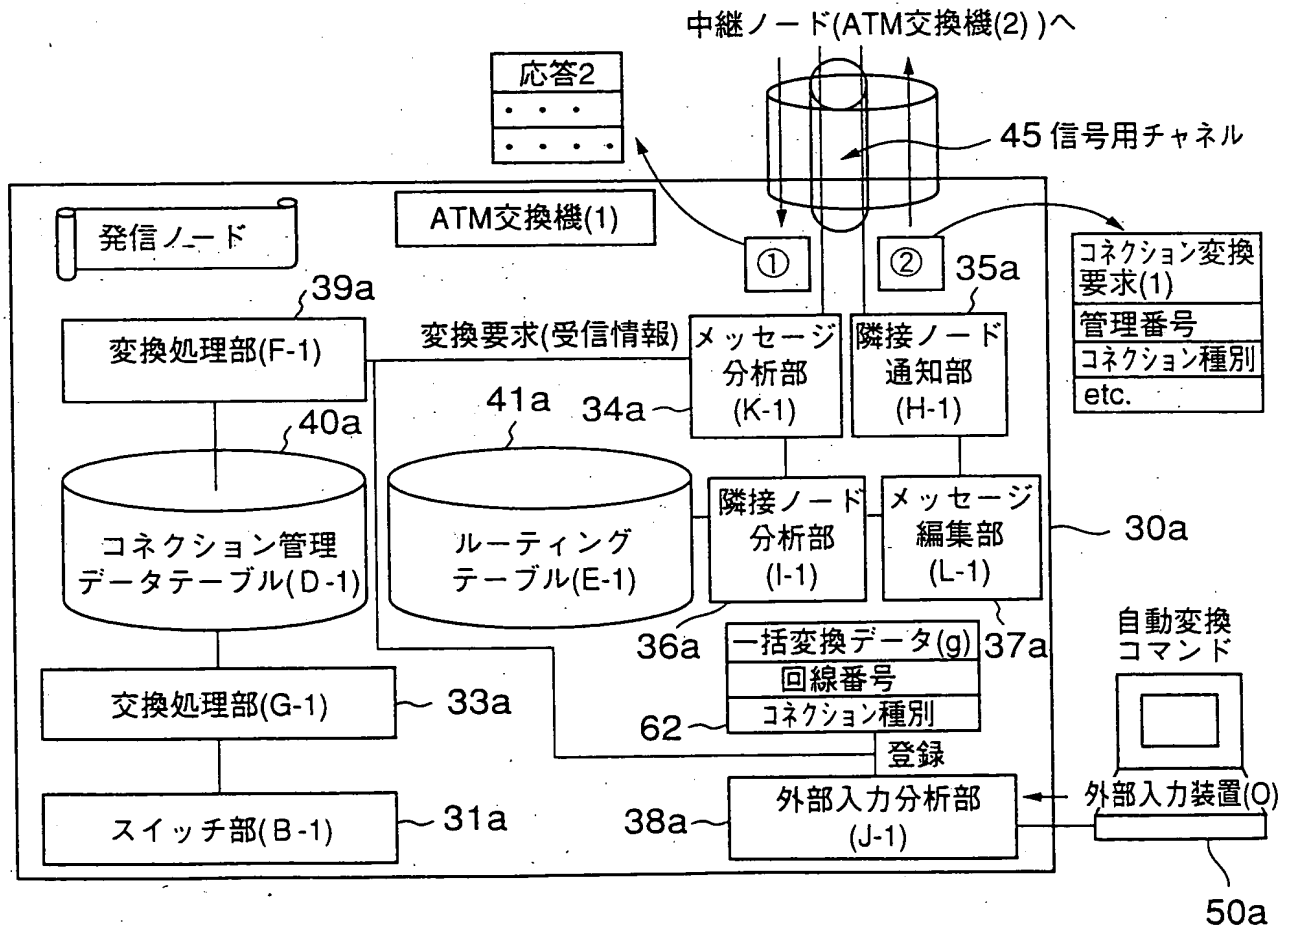 中継ノード(ATM交換機(2))へ
応答2
・・・
・・・・
45 信号用チャネル
発信ノード
ATM交換機(1)
①
②
コネクション変換
要求(1)
管理番号
コネクション種別
etc.
39a
35a
変換処理部(F-1)
変換要求(受信情報)
メッセージ
分析部
(K-1)
隣接ノード
通知部
(H-1)
34a
40a
41a
コネクション管理
データテーブル(D-1)
ルーティング
テーブル(E-1)
隣接ノード
分析部
(I-1)
メッセージ
編集部
(L-1)
30a
36a
37a
一括変換データ(g)
回線番号
コネクション種別
62
登録
自動変換
コマンド
交換処理部(G-1)
33a
スイッチ部(B-1)
31a
38a
外部入力分析部
(J-1)
外部入力装置(O)
50a